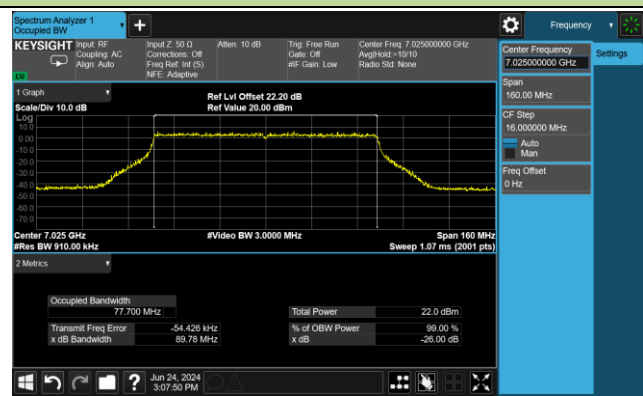 Spectrum Analyzer 1
Occupied BW
Frequency
KEYSIGHT
Input: RF
Coupling: AC
Align: Auto
Input Z: 50 Ω
Corrections: Off
Freq Ref: Int (S)
NFE: Adaptive
Atten: 10 dB
Trig: Free Run
Gate: Off
#IF Gain: Low
Center Freq: 7.025000000 GHz
Avg|Hold:>10/10
Radio Std: None
Center Frequency
7.025000000 GHz
Settings
Span
160.00 MHz
CF Step
16.000000 MHz
Auto
Man
Freq Offset
0 Hz
1 Graph
Scale/Div 10.0 dB
Ref Lvl Offset 22.20 dB
Ref Value 20.00 dBm
Log
10.0
0.00
-10.0
-20.0
-30.0
-40.0
-50.0
-60.0
-70.0
Center 7.025 GHz
#Res BW 910.00 kHz
#Video BW 3.0000 MHz
Span 160 MHz
Sweep 1.07 ms (2001 pts)
2 Metrics
Occupied Bandwidth
77.700 MHz
Total Power 22.0 dBm
Transmit Freq Error -54.426 kHz
% of OBW Power 99.00 %
x dB Bandwidth 89.78 MHz
x dB -26.00 dB
?
Jun 24, 2024
3:07:50 PM